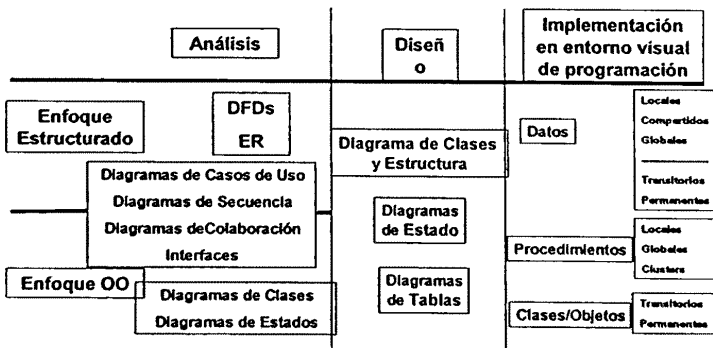 Análisis
Diseñ
o
Implementación
en entorno visual
de programación
Enfoque
Estructurado
DFDs
ER
Diagramas de Casos de Uso
Diagramas de Secuencia
Diagramas deColaboración
Interfaces
Enfoque OO
Diagramas de Clases
Diagramas de Estados
Diagrama de Clases
y Estructura
Diagramas
de Estado
Diagramas
de Tablas
Datos
Locales
Compartidos
Globales
Transitorios
Permanentes
Procedimientos
Locales
Globales
Clusters
Clases/Objetos
Transitorios
Permanentes